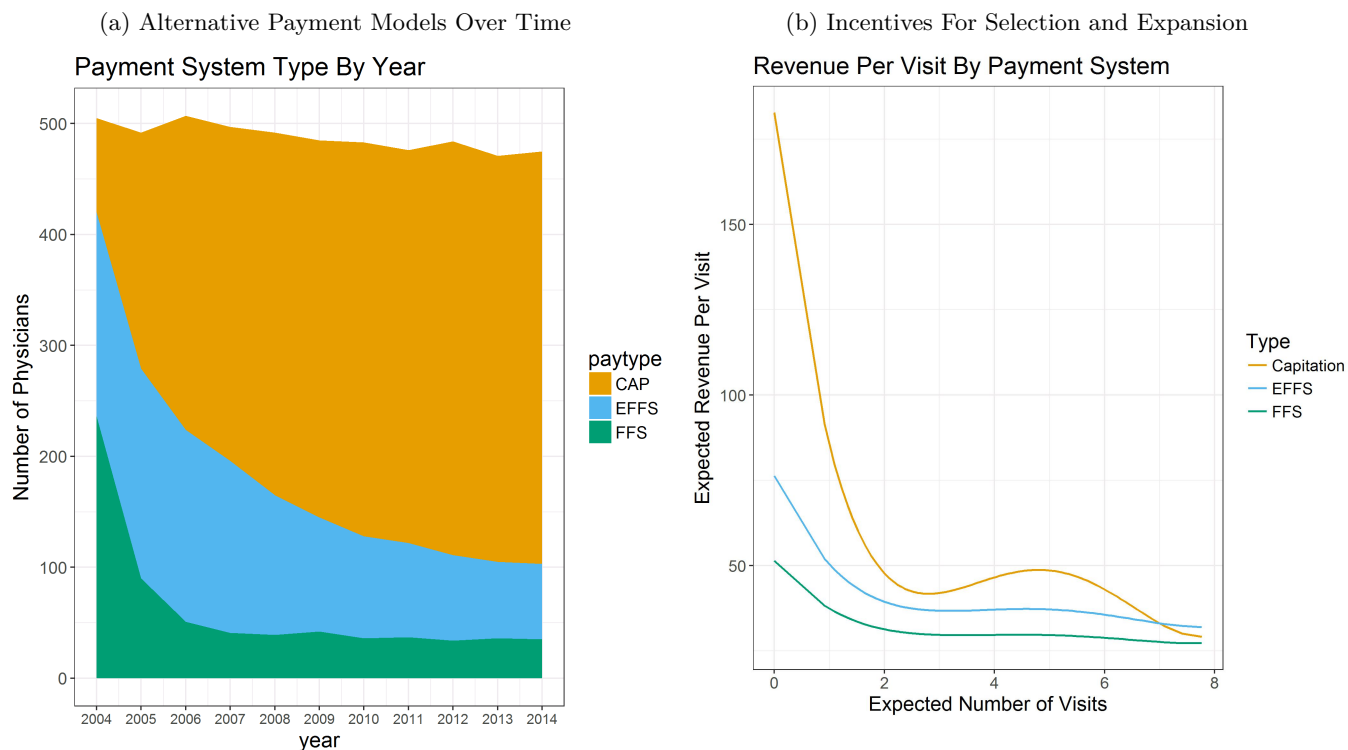 (a) Alternative Payment Models Over Time
Payment System Type By Year
Number of Physicians
500
400
300
200
100
0
2004 2005 2006 2007 2008 2009 2010 2011 2012 2013 2014
year
paytype
CAP
EFFS
FFS
(b) Incentives For Selection and Expansion
Revenue Per Visit By Payment System
Expected Revenue Per Visit
150
100
50
0 2 4 6 8
Expected Number of Visits
Type
Capitation
EFFS
FFS